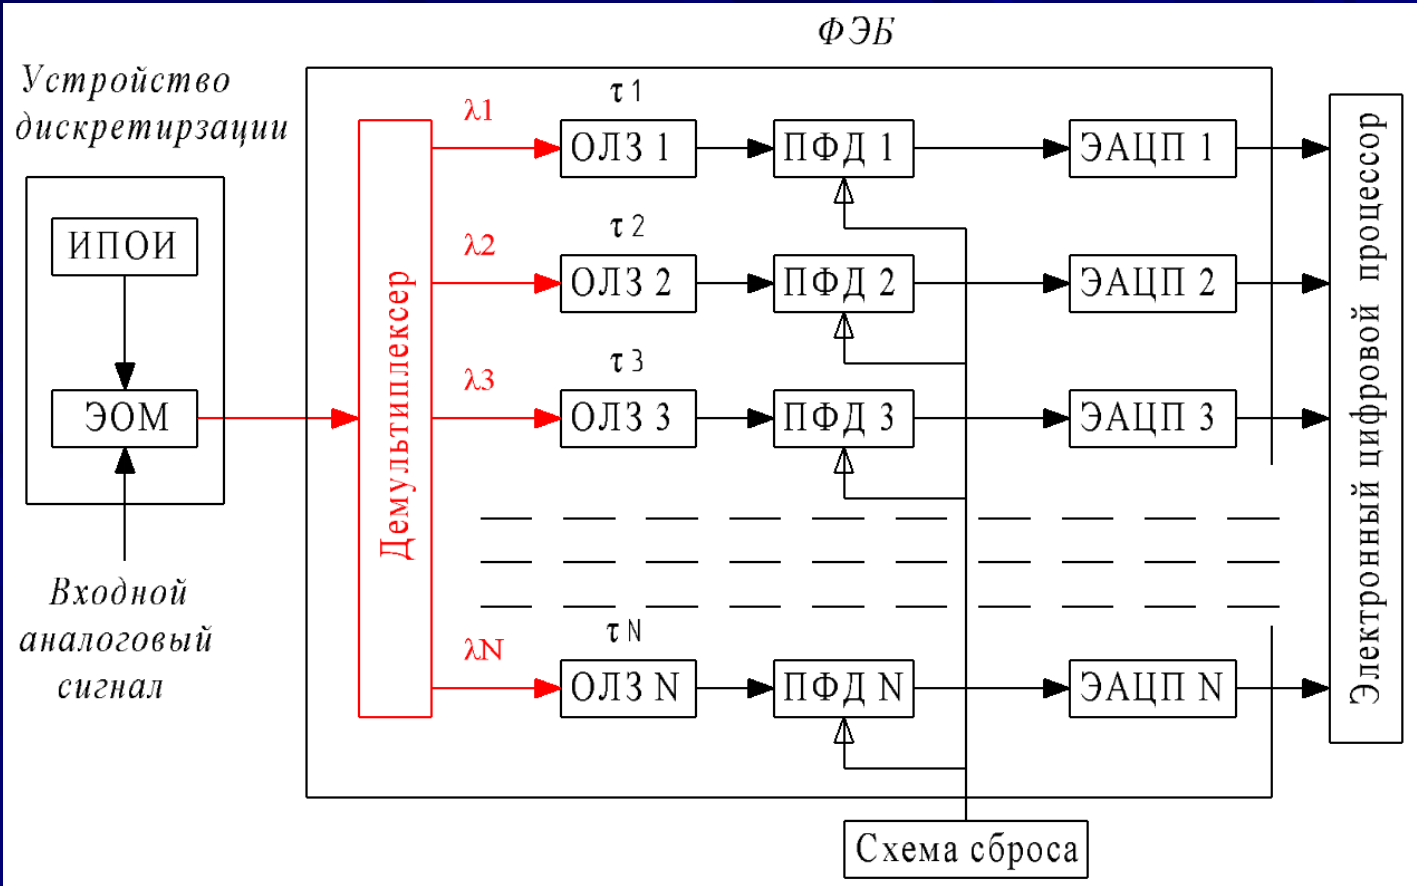 ФЭБ
Устройство
дискретирзации
ИПОИ
ЭОМ
Входной
аналоговый
сигнал
Демультиплексер
λ1
τ 1
ОЛЗ 1
ПФД 1
ЭАЦП 1
λ2
τ 2
ОЛЗ 2
ПФД 2
ЭАЦП 2
λ3
τ 3
ОЛЗ 3
ПФД 3
ЭАЦП 3
λN
τ N
ОЛЗ N
ПФД N
ЭАЦП N
Электронный цифровой процессор
Схема сброса